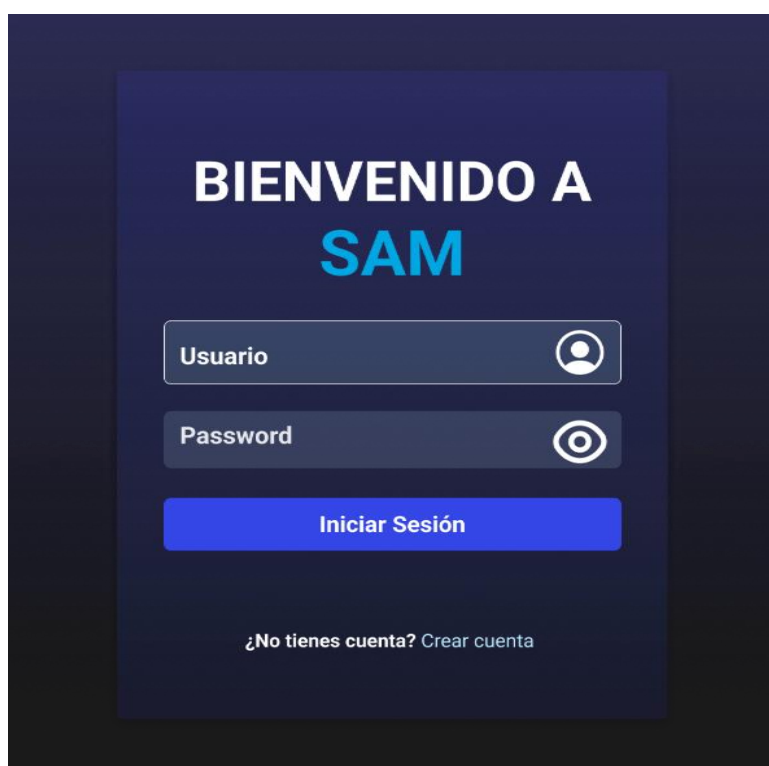 BIENVENIDO A
SAM
Usuario
Password
Iniciar Sesión
¿No tienes cuenta? Crear cuenta